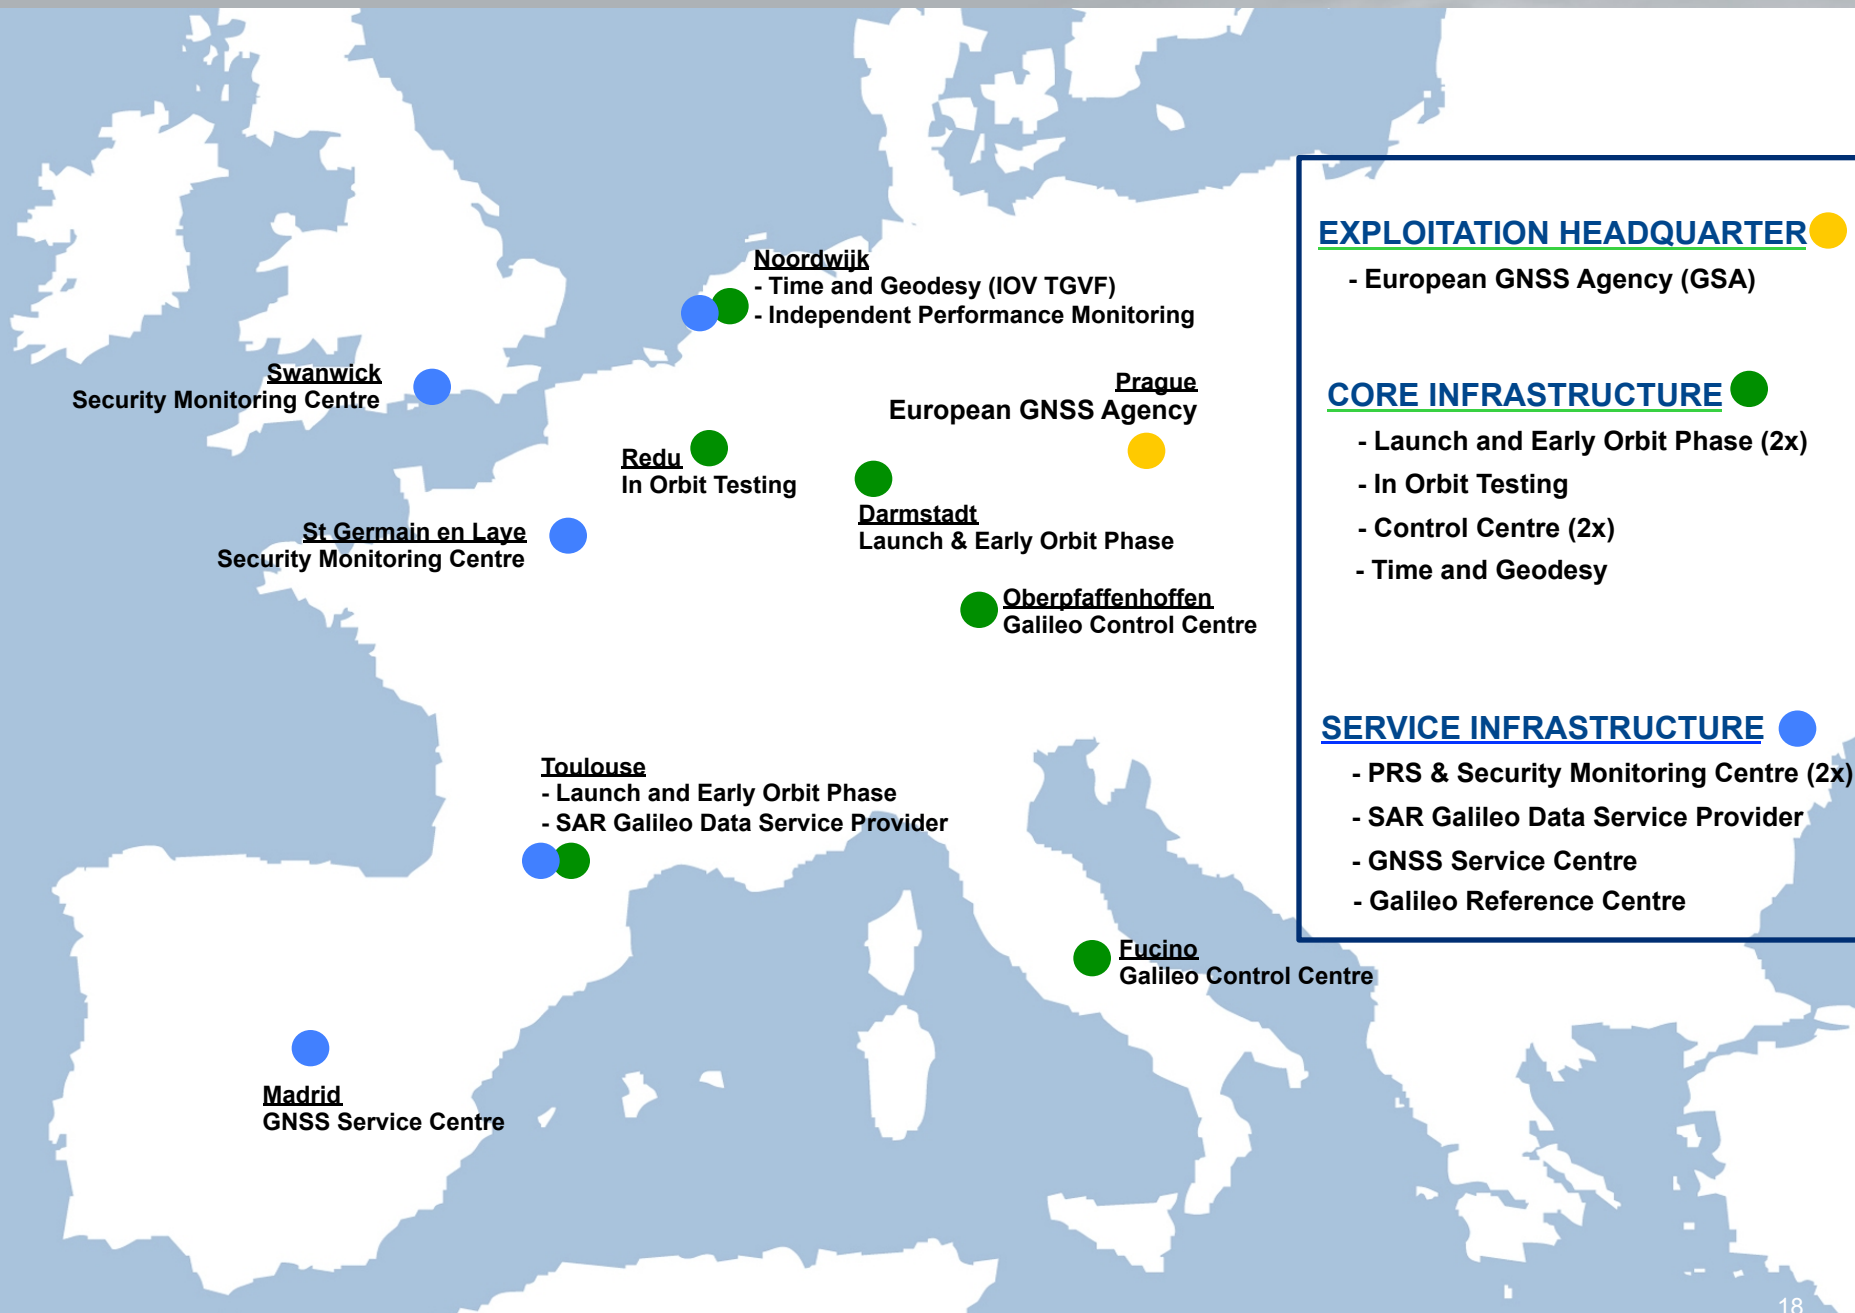 Noordwijk
- Time and Geodesy (IOV TGVF)
- Independent Performance Monitoring
Swanwick
Security Monitoring Centre
Prague
European GNSS Agency
Redu
In Orbit Testing
Darmstadt
Launch & Early Orbit Phase
St Germain en Laye
Security Monitoring Centre
Oberpfaffenhoffen
Galileo Control Centre
Toulouse
- Launch and Early Orbit Phase
- SAR Galileo Data Service Provider
Fucino
Galileo Control Centre
Madrid
GNSS Service Centre
EXPLOITATION HEADQUARTER
- European GNSS Agency (GSA)
CORE INFRASTRUCTURE
- Launch and Early Orbit Phase (2x)
- In Orbit Testing
- Control Centre (2x)
- Time and Geodesy
SERVICE INFRASTRUCTURE
- PRS & Security Monitoring Centre (2x)
- SAR Galileo Data Service Provider
- GNSS Service Centre
- Galileo Reference Centre
18